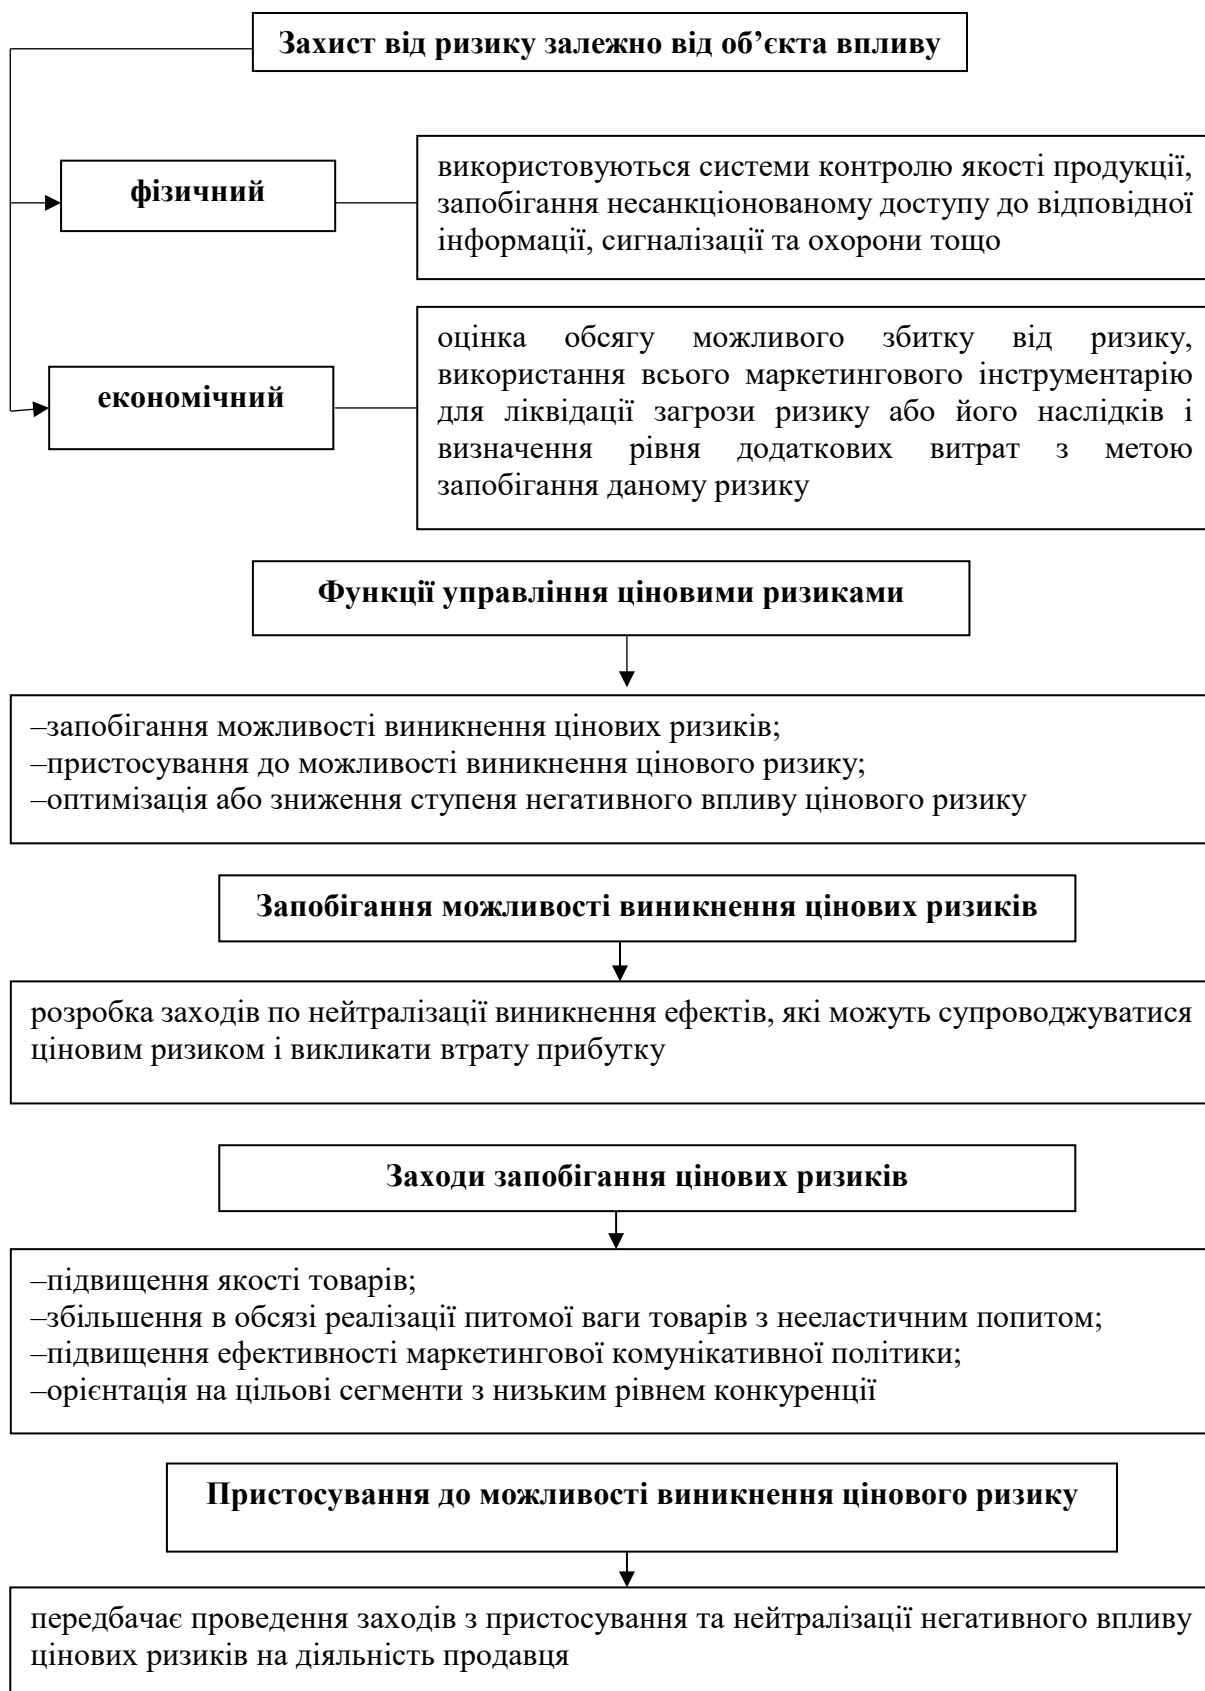 Захист від ризику залежно від об’єкта впливу
фізичний
використовуються системи контролю якості продукції,
запобігання несанкціонованому доступу до відповідної
інформації, сигналізації та охорони тощо
економічний
оцінка обсягу можливого збитку від ризику,
використання всього маркетингового інструментарію
для ліквідації загрози ризику або його наслідків і
визначення рівня додаткових витрат з метою
запобігання даному ризику
Функції управління ціновими ризиками
–запобігання можливості виникнення цінових ризиків;
–пристосування до можливості виникнення цінового ризику;
–оптимізація або зниження ступеня негативного впливу цінового ризику
Запобігання можливості виникнення цінових ризиків
розробка заходів по нейтралізації виникнення ефектів, які можуть супроводжуватися
ціновим ризиком і викликати втрату прибутку
Заходи запобігання цінових ризиків
–підвищення якості товарів;
–збільшення в обсязі реалізації питомої ваги товарів з нееластичним попитом;
–підвищення ефективності маркетингової комунікативної політики;
–орієнтація на цільові сегменти з низьким рівнем конкуренції
Пристосування до можливості виникнення цінового ризику
передбачає проведення заходів з пристосування та нейтралізації негативного впливу
цінових ризиків на діяльність продавця